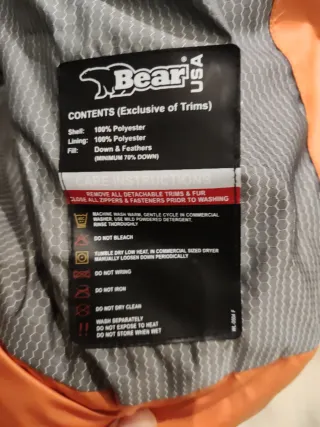 Bear USA
CONTENTS (Exclusive of Trims)
Shell: 100% Polyester
Lining: 100% Polyester
Fill: Down & Feathers
(MINIMUM 70% DOWN)
CARE INSTRUCTIONS
REMOVE ALL DETACHABLE TRIMS & FUR
CLOSE ALL ZIPPERS & FASTENERS PRIOR TO WASHING
MACHINE WASH WARM, GENTLE CYCLE IN COMMERCIAL
WASHER. USE MILD POWDERED DETERGENT.
RINSE THOROUGHLY
DO NOT BLEACH
TUMBLE DRY LOW HEAT, IN COMMERCIAL SIZED DRYER
MANUALLY LOOSEN DOWN PERIODICALLY
DO NOT WRING
DO NOT IRON
DO NOT DRY CLEAN
WASH SEPARATELY
DO NOT EXPOSE TO HEAT
DO NOT STORE WHEN WET